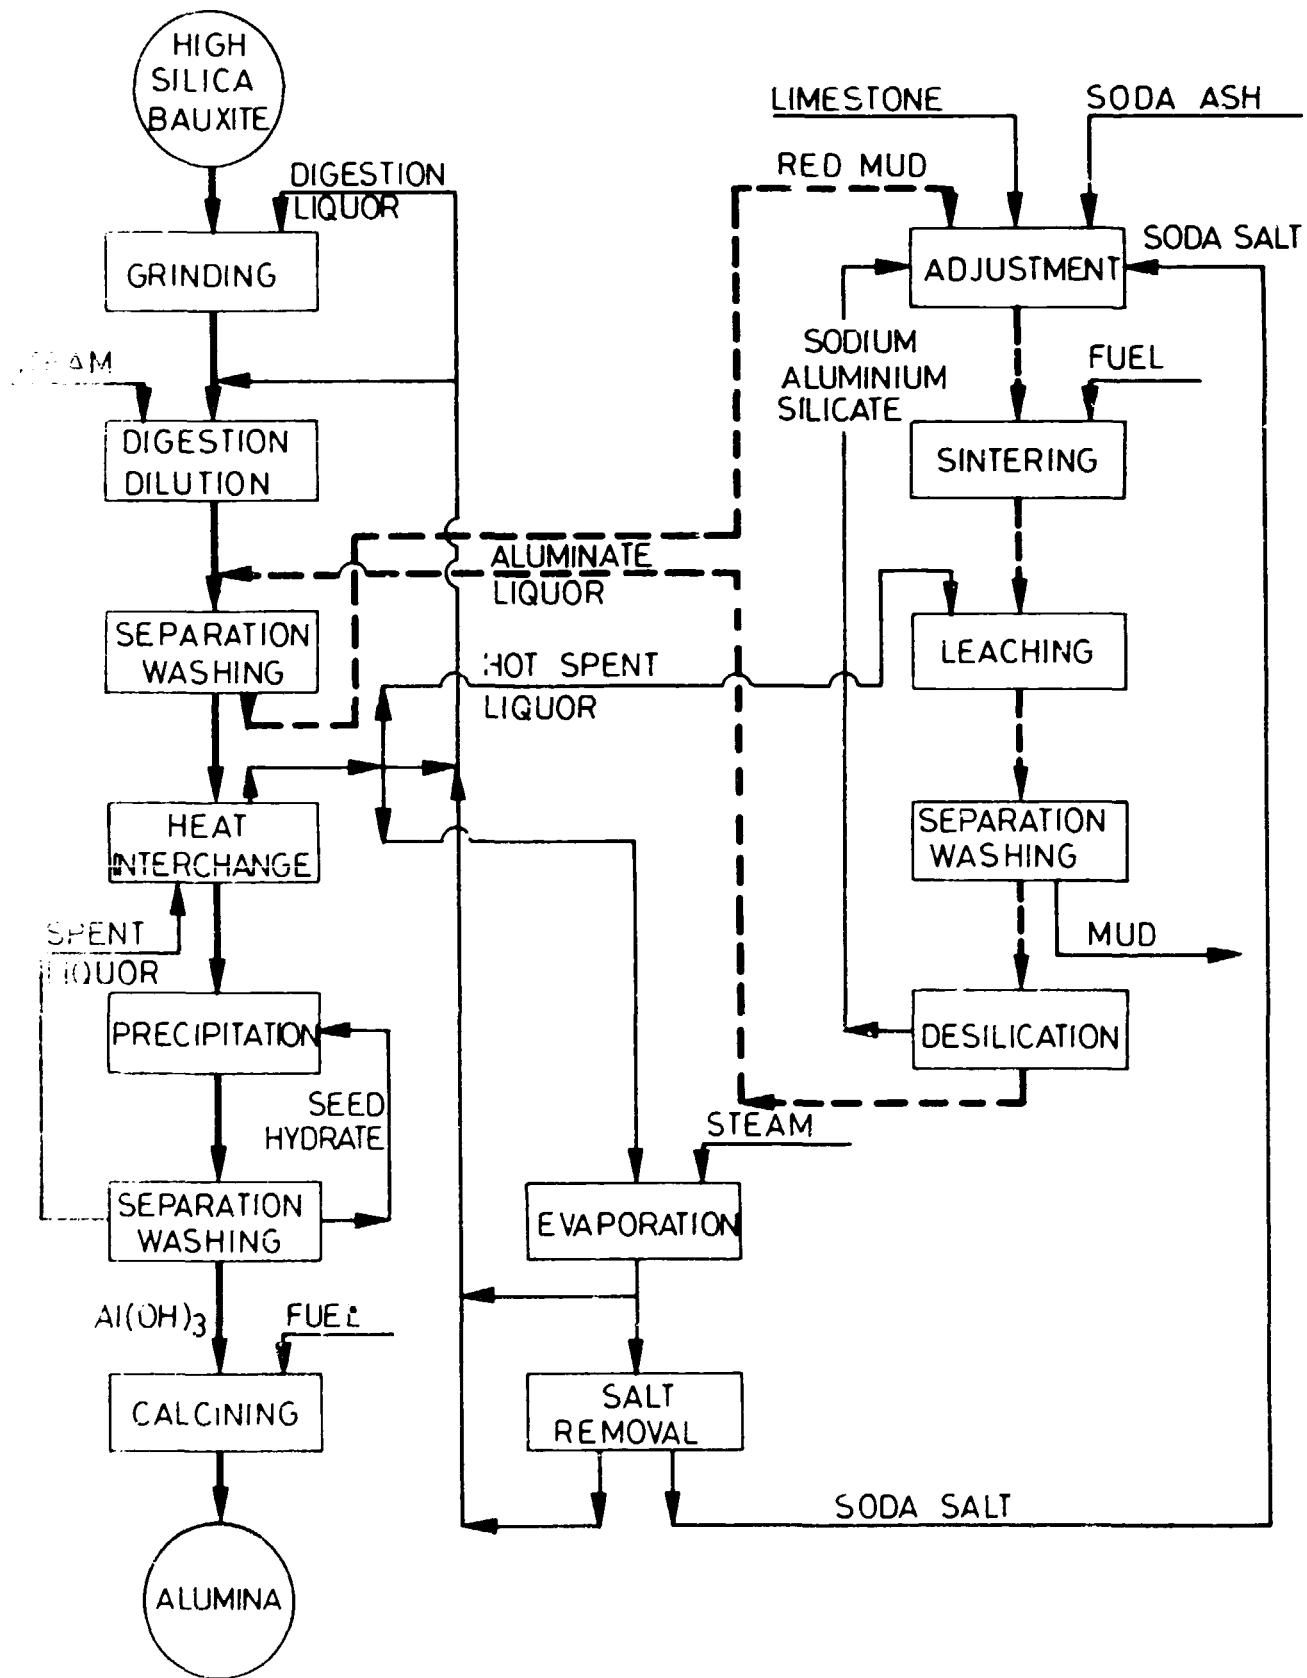 HIGH
SILICA
BAUXITE
LIMESTONE
SODA ASH
DIGESTION
LIQUOR
RED MUD
GRINDING
ADJUSTMENT
SODA SALT
SODIUM
ALUMINIUM
SILICATE
FUEL
DIGESTION
DILUTION
SINTERING
ALUMINATE
LIQUOR
SEPARATION
WASHING
LEACHING
HOT SPENT
LIQUOR
HEAT
INTERCHANGE
SEPARATION
WASHING
SPENT
LIQUOR
MUD
PRECIPITATION
DESILICATION
SEED
HYDRATE
STEAM
SEPARATION
WASHING
EVAPORATION
Al(OH)3
FUEL
CALCINING
SALT
REMOVAL
SODA SALT
ALUMINA